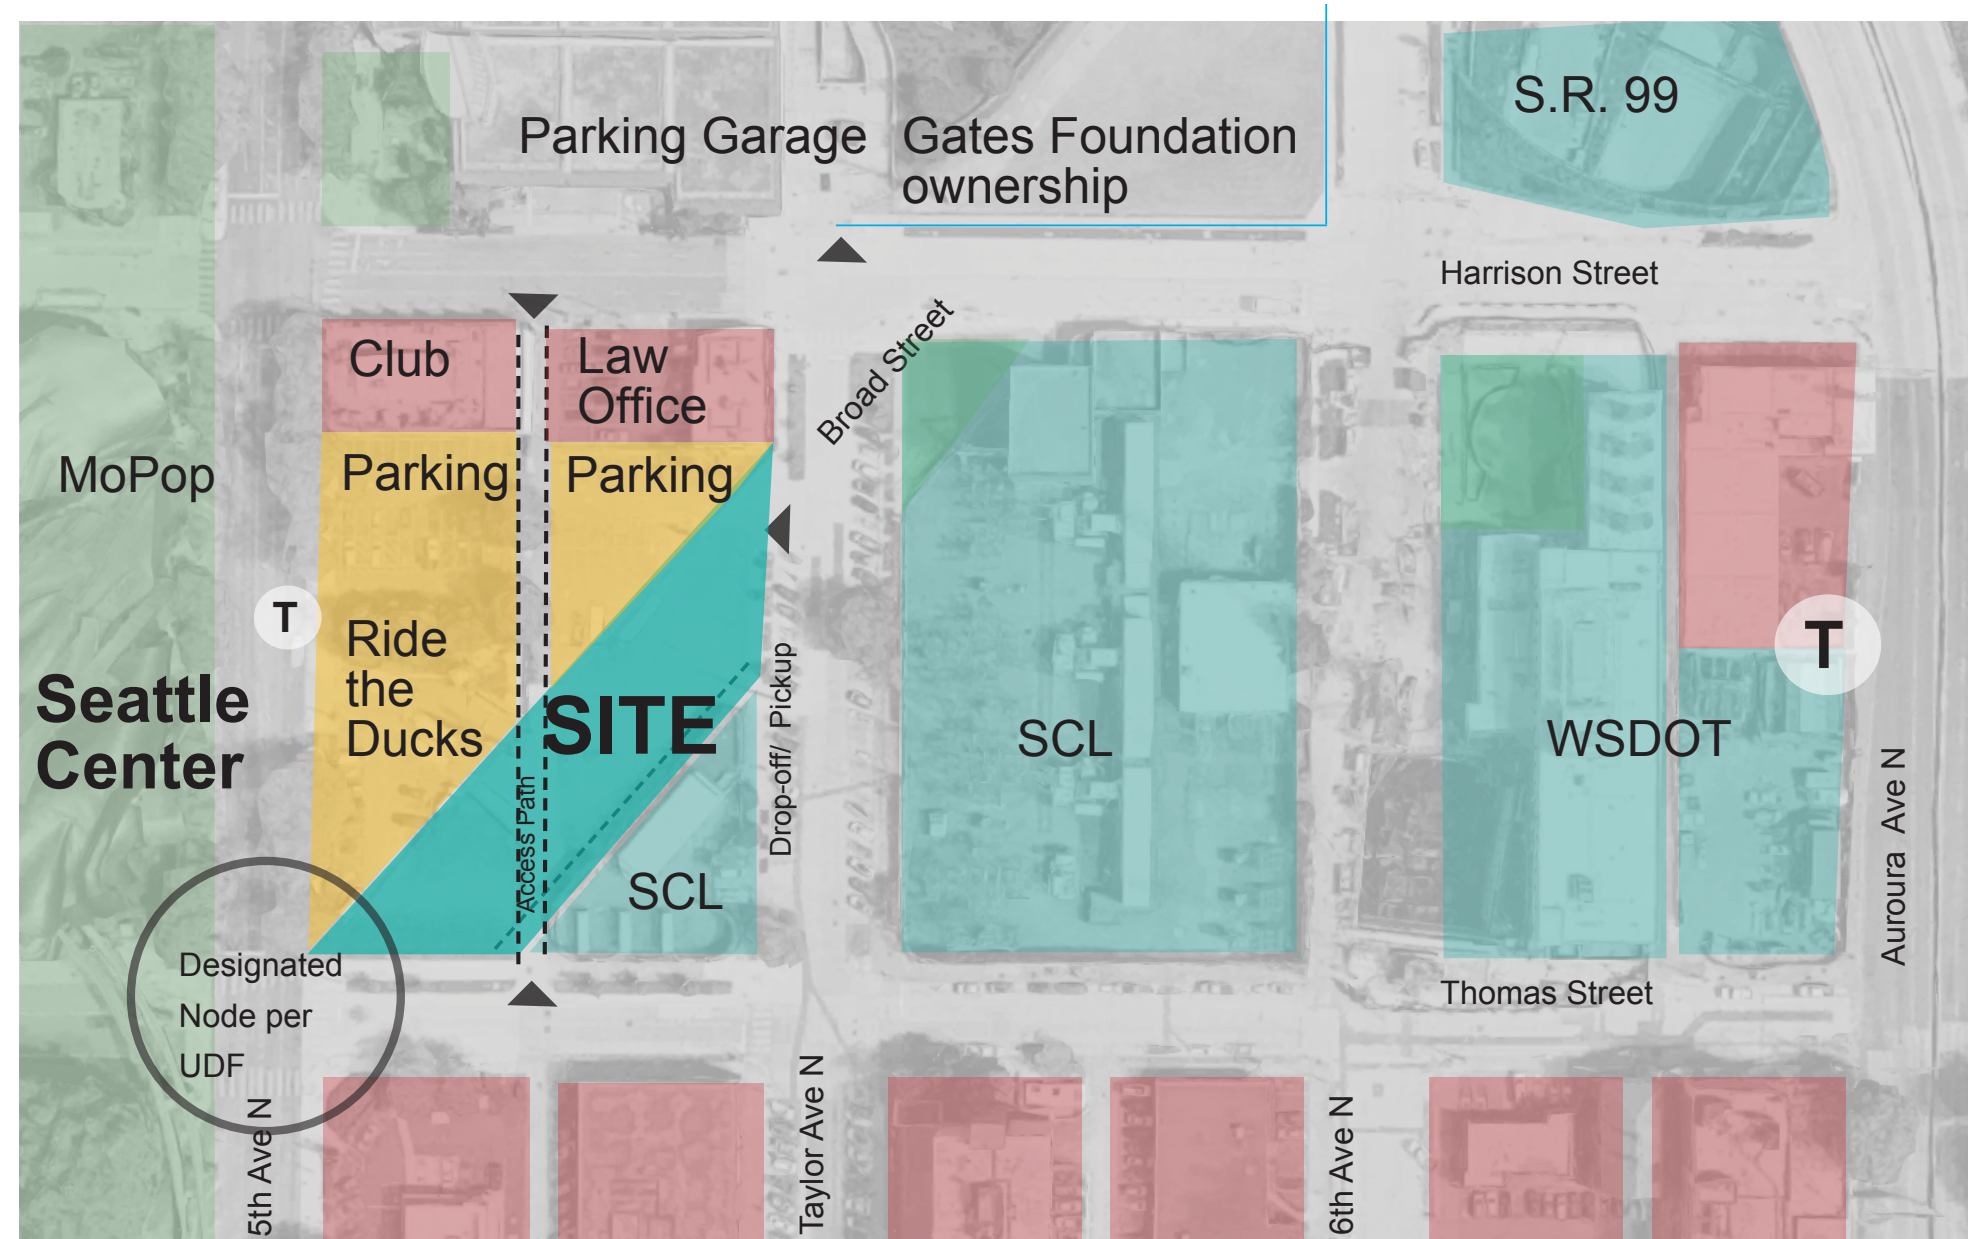 S.R. 99
Parking Garage
Gates Foundation
ownership
Harrison Street
Club
Law
Office
Broad Street
MoPop
Parking
Parking
T
Ride
the
Ducks
T
Seattle
Center
SITE
Drop-off/ Pickup
SCL
WSDOT
Access Path
SCL
Auroura Ave N
Designated
Node per
UDF
Thomas Street
5th Ave N
Taylor Ave N
6th Ave N